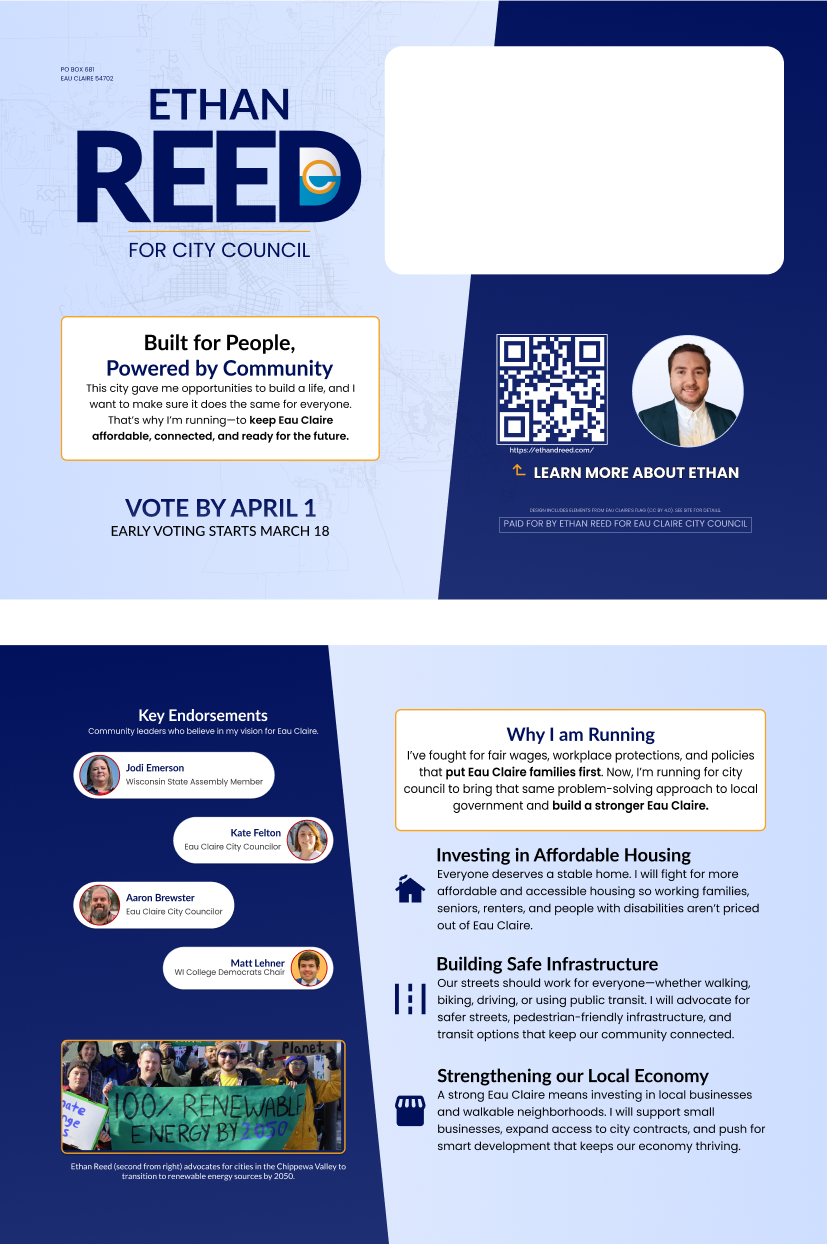 PO BOX 681
EAU CLAIRE 54702
ETHAN
REED
FOR CITY COUNCIL
Built for People,
Powered by Community
This city gave me opportunities to build a life, and I
want to make sure it does the same for everyone.
That's why I'm running—to keep Eau Claire
affordable, connected, and ready for the future.
VOTE BY APRIL 1
EARLY VOTING STARTS MARCH 18
https://ethandreed.com/
LEARN MORE ABOUT ETHAN
DESIGN INCLUDES ELEMENTS FROM EAU CLAIRE'S FLAG (CC BY 4.0). SEE SITE FOR DETAILS.
PAID FOR BY ETHAN REED FOR EAU CLAIRE CITY COUNCIL
Key Endorsements
Community leaders who believe in my vision for Eau Claire.
Jodi Emerson
Wisconsin State Assembly Member
Kate Felton
Eau Claire City Councilor
Aaron Brewster
Eau Claire City Councilor
Matt Lehner
WI College Democrats Chair
Planet
100% RENEWABLE
ENERGY BY 2050
Ethan Reed (second from right) advocates for cities in the Chippewa Valley to
transition to renewable energy sources by 2050.
Why I am Running
I've fought for fair wages, workplace protections, and policies
that put Eau Claire families first. Now, I'm running for city
council to bring that same problem-solving approach to local
government and build a stronger Eau Claire.
Investing in Affordable Housing
Everyone deserves a stable home. I will fight for more
affordable and accessible housing so working families,
seniors, renters, and people with disabilities aren't priced
out of Eau Claire.
Building Safe Infrastructure
Our streets should work for everyone—whether walking,
biking, driving, or using public transit. I will advocate for
safer streets, pedestrian-friendly infrastructure, and
transit options that keep our community connected.
Strengthening our Local Economy
A strong Eau Claire means investing in local businesses
and walkable neighborhoods. I will support small
businesses, expand access to city contracts, and push for
smart development that keeps our economy thriving.